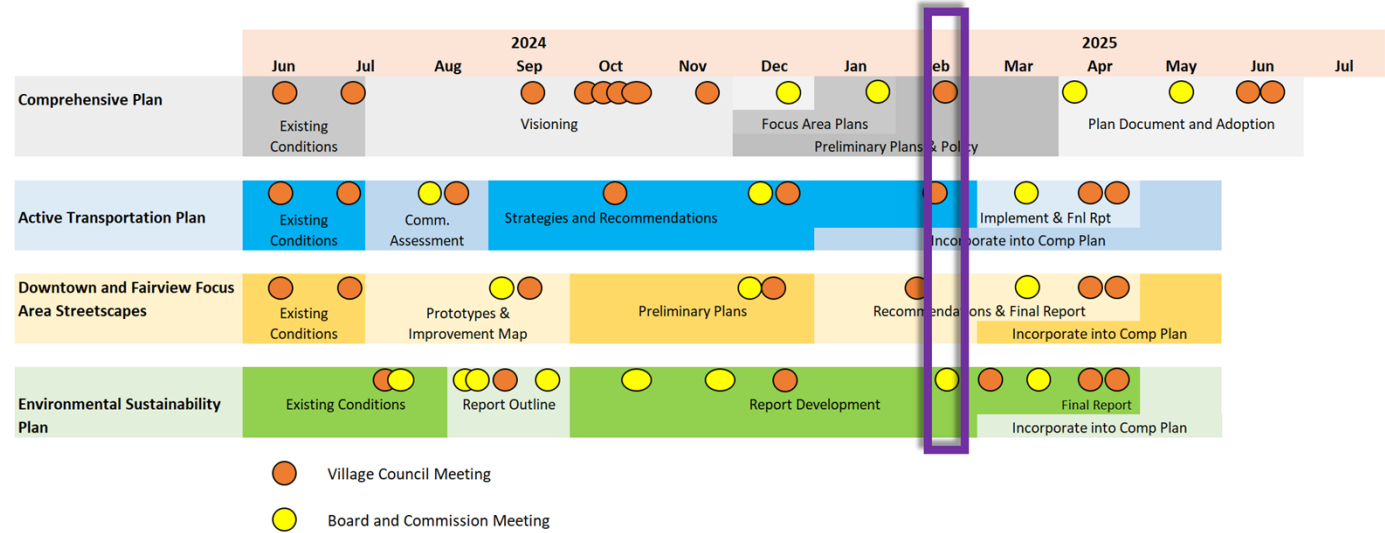 2024 2025
Jun Jul Aug Sep Oct Nov Dec Jan eb Mar Apr May Jun Jul
Comprehensive Plan
Existing
Conditions
Visioning
Focus Area Plans
Preliminary Plans & Policy
Plan Document and Adoption
Active Transportation Plan
Existing
Conditions
Comm.
Assessment
Strategies and Recommendations
Implement & Fnl Rpt
Incorporate into Comp Plan
Downtown and Fairview Focus
Area Streetscapes
Existing
Conditions
Prototypes &
Improvement Map
Preliminary Plans
Recommendations & Final Report
Incorporate into Comp Plan
Environmental Sustainability
Plan
Existing Conditions
Report Outline
Report Development
Final Report
Incorporate into Comp Plan
Village Council Meeting
Board and Commission Meeting